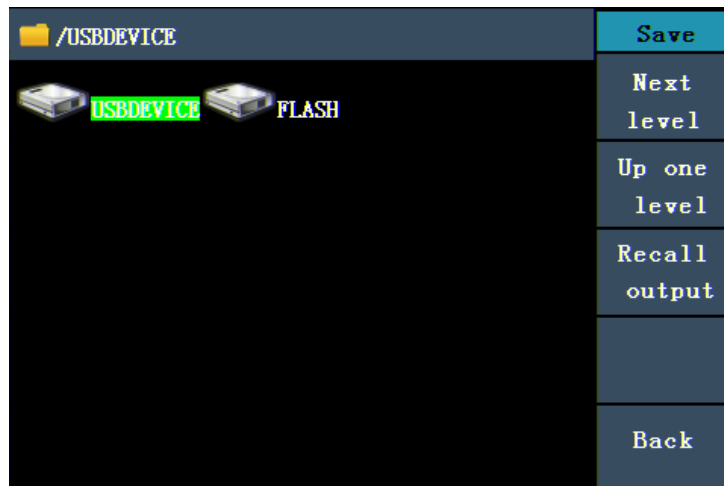 /USBDEVICE
USBDEVICE FLASH
Save
Next
level
Up one
level
Recall
output
Back